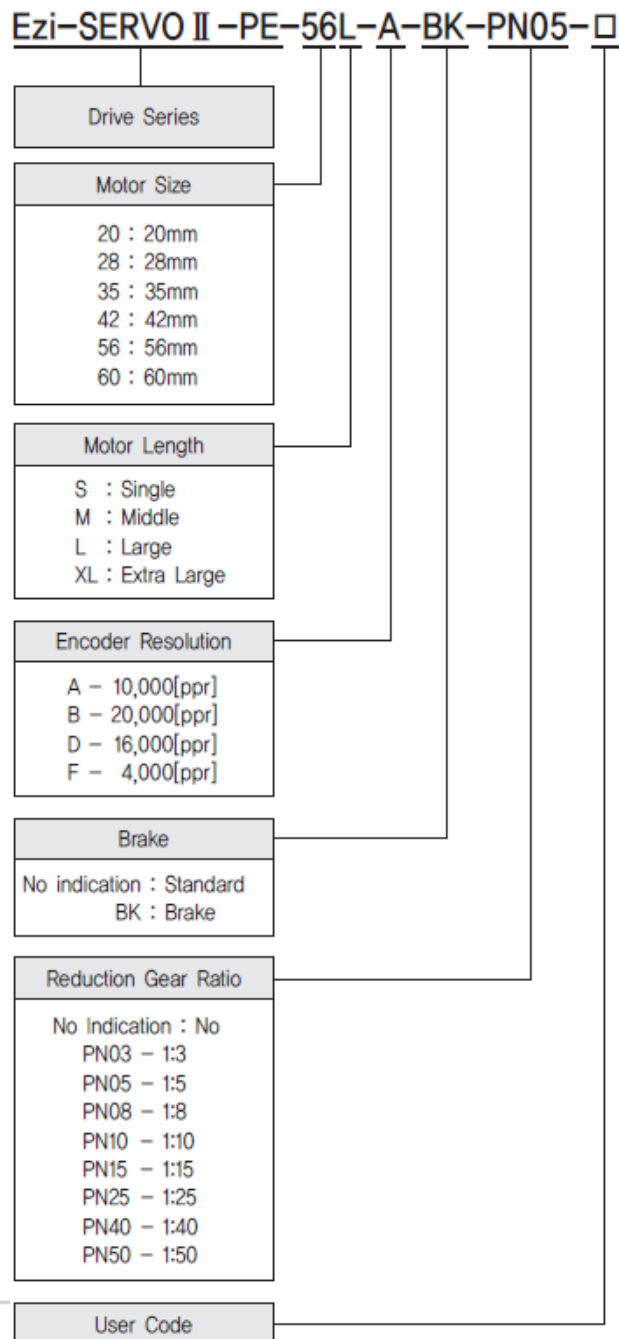 Ezi-SERVOⅡ-PE-56L-A-BK-PN05-□
Drive Series
Motor Size
20 : 20mm
28 : 28mm
35 : 35mm
42 : 42mm
56 : 56mm
60 : 60mm
Motor Length
S : Single
M : Middle
L : Large
XL : Extra Large
Encoder Resolution
A - 10,000[ppr]
B - 20,000[ppr]
D - 16,000[ppr]
F - 4,000[ppr]
Brake
No indication : Standard
BK : Brake
Reduction Gear Ratio
No Indication : No
PN03 - 1:3
PN05 - 1:5
PN08 - 1:8
PN10 - 1:10
PN15 - 1:15
PN25 - 1:25
PN40 - 1:40
PN50 - 1:50
User Code